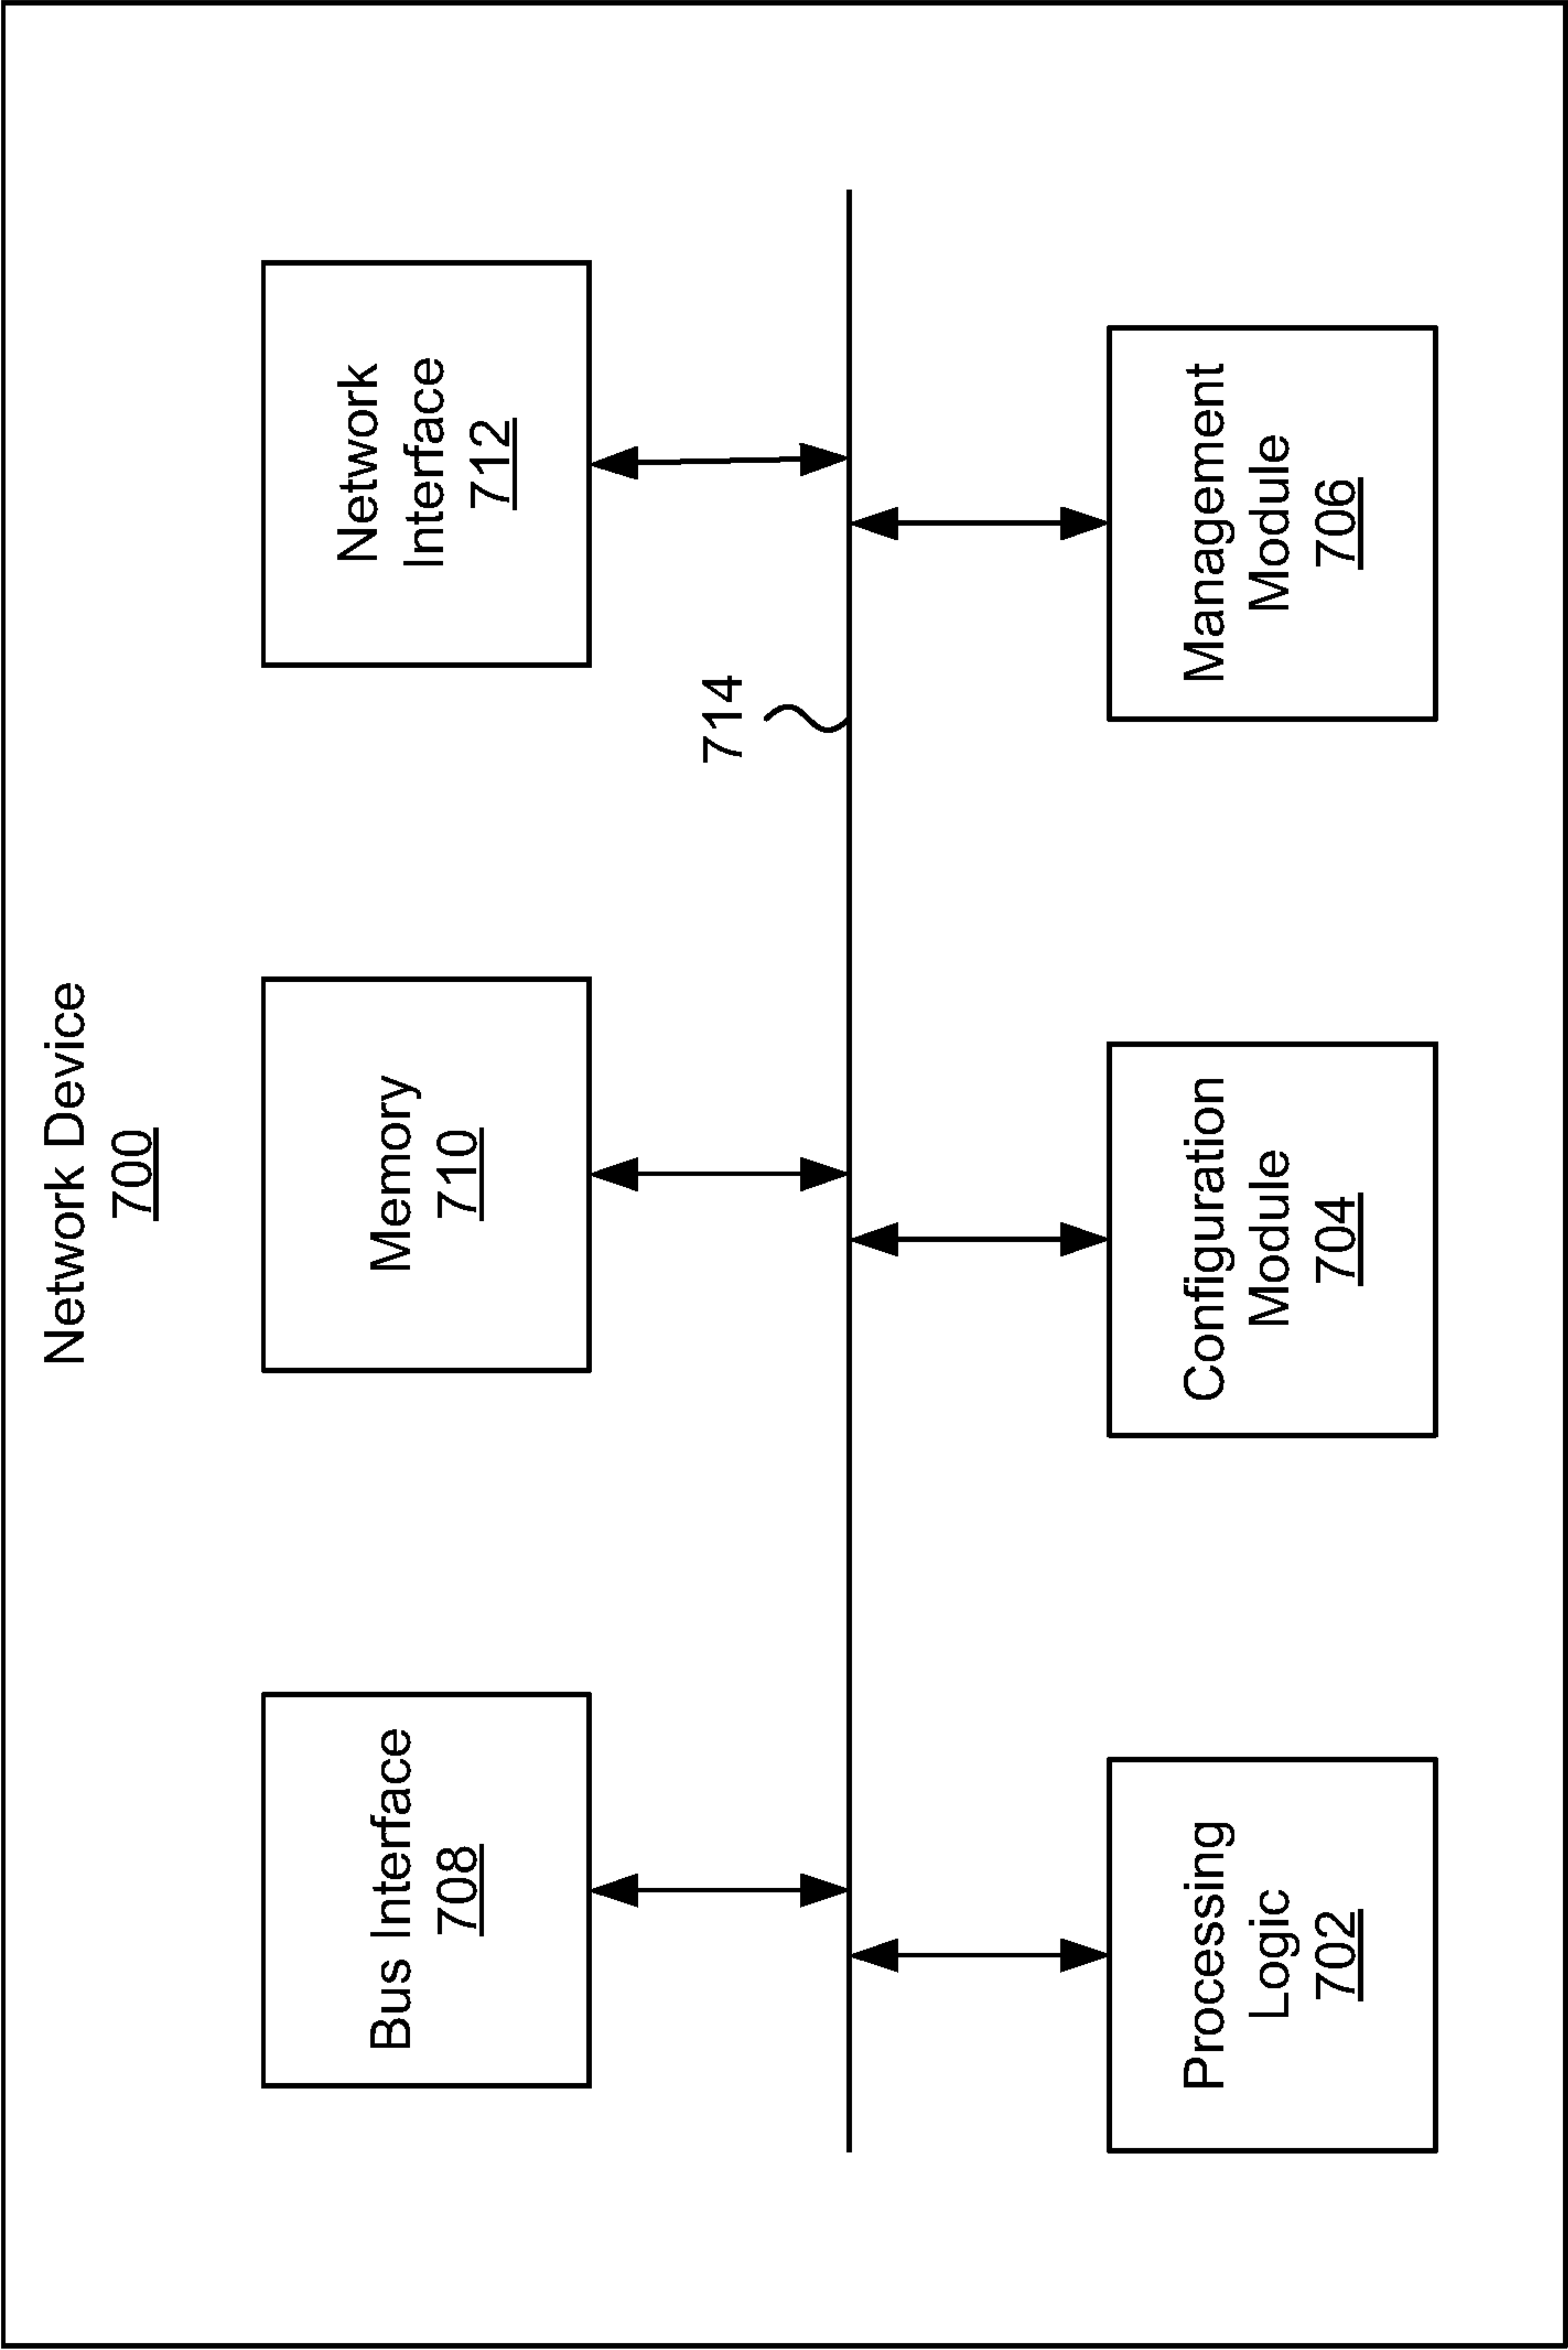 Network Device
700
Bus Interface
708
Memory
710
Network
Interface
712
714
Processing
Logic
702
Configuration
Module
704
Management
Module
706